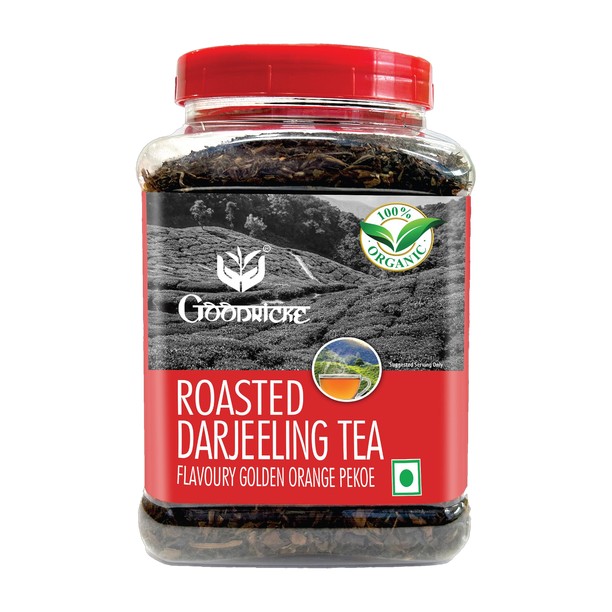 100%
ORGANIC
GOODRICKE
Suggested Serving Only
ROASTED
DARJEELING TEA
FLAVOURY GOLDEN ORANGE PEKOE